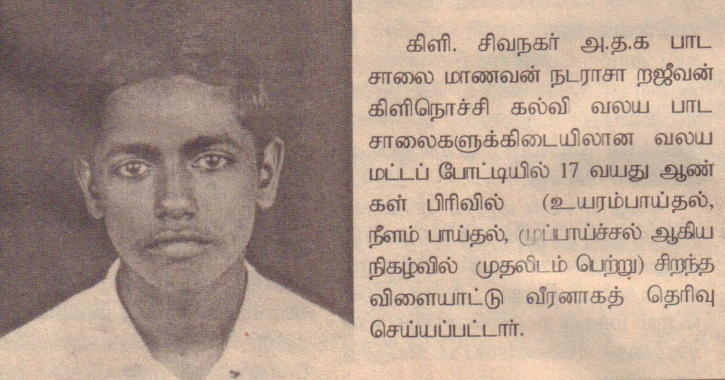 கிளி. சிவநகர் அ.த.க பாட
சாலை மாணவன் நடராசா றஜீவன்
கிளிநொச்சி கல்வி வலய பாட
சாலைகளுக்கிடையிலான வலய
மட்டப் போட்டியில் 17 வயது ஆண்
கள் பிரிவில் (உயரம்பாய்தல்,
நீளம் பாய்தல், முப்பாய்ச்சல் ஆகிய
நிகழ்வில் முதலிடம் பெற்று) சிறந்த
விளையாட்டு வீரனாகத் தெரிவு
செய்யப்பட்டார்.